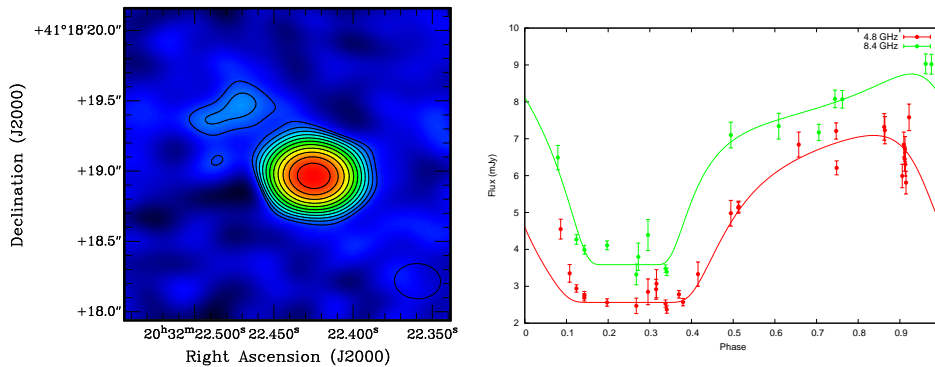 +41°18′20.0″
19.5″
+19.0″
+18.5″
+18.0″
Declination (J2000)
20ʰ32ᵐ22.500ˢ 22.450ˢ 22.400ˢ 22.350ˢ
Right Ascension (J2000)
10
9
8
7
6
5
4
3
2
Flux (mJy)
4.8 GHz
8.4 GHz
0 0.1 0.2 0.3 0.4 0.5 0.6 0.7 0.8 0.9
Phase